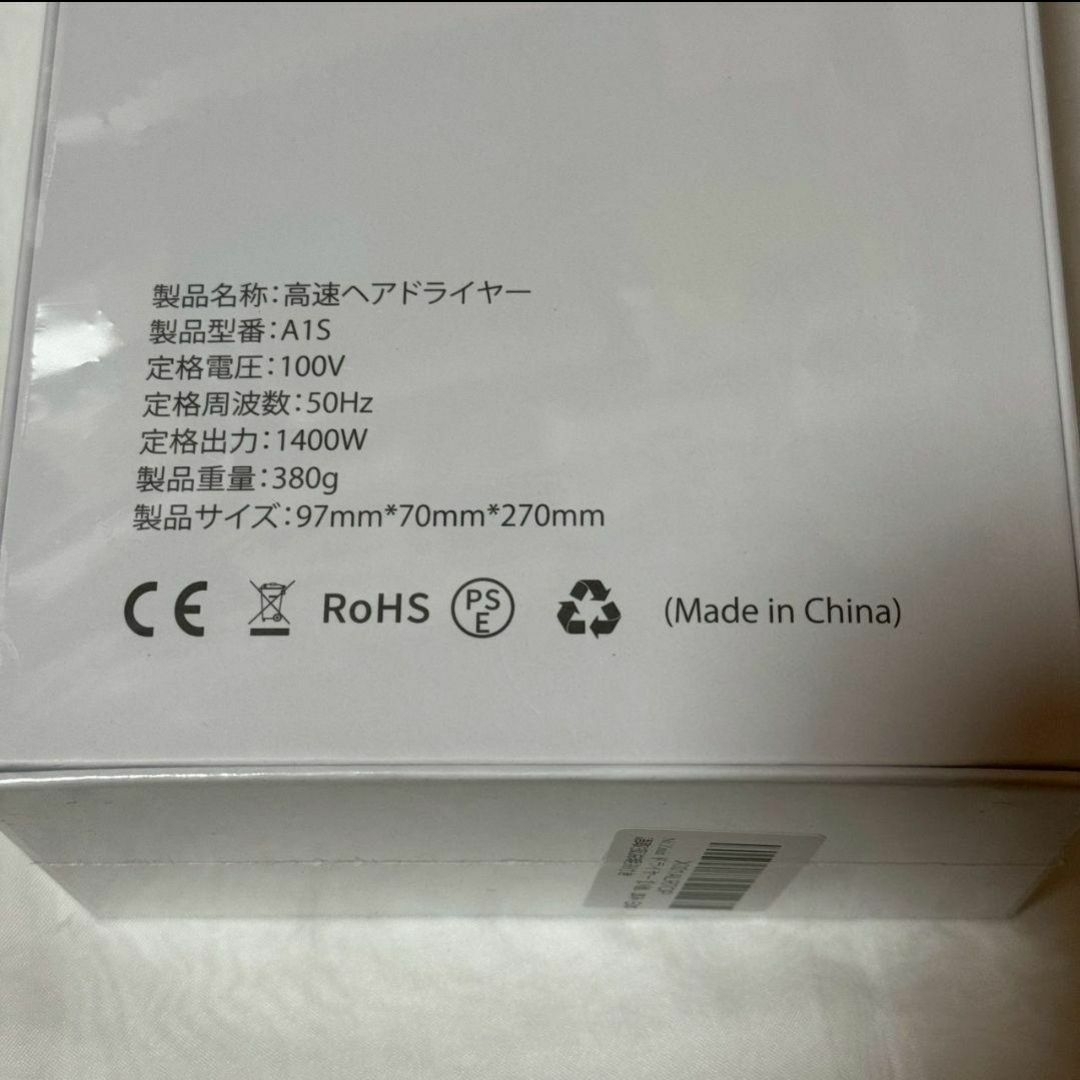 製品名称：高速ヘアドライヤー
製品型番：A1S
定格電圧：100V
定格周波数：50Hz
定格出力：1400W
製品重量：380g
製品サイズ：97mm*70mm*270mm
CE RoHS PSE (Made in China)